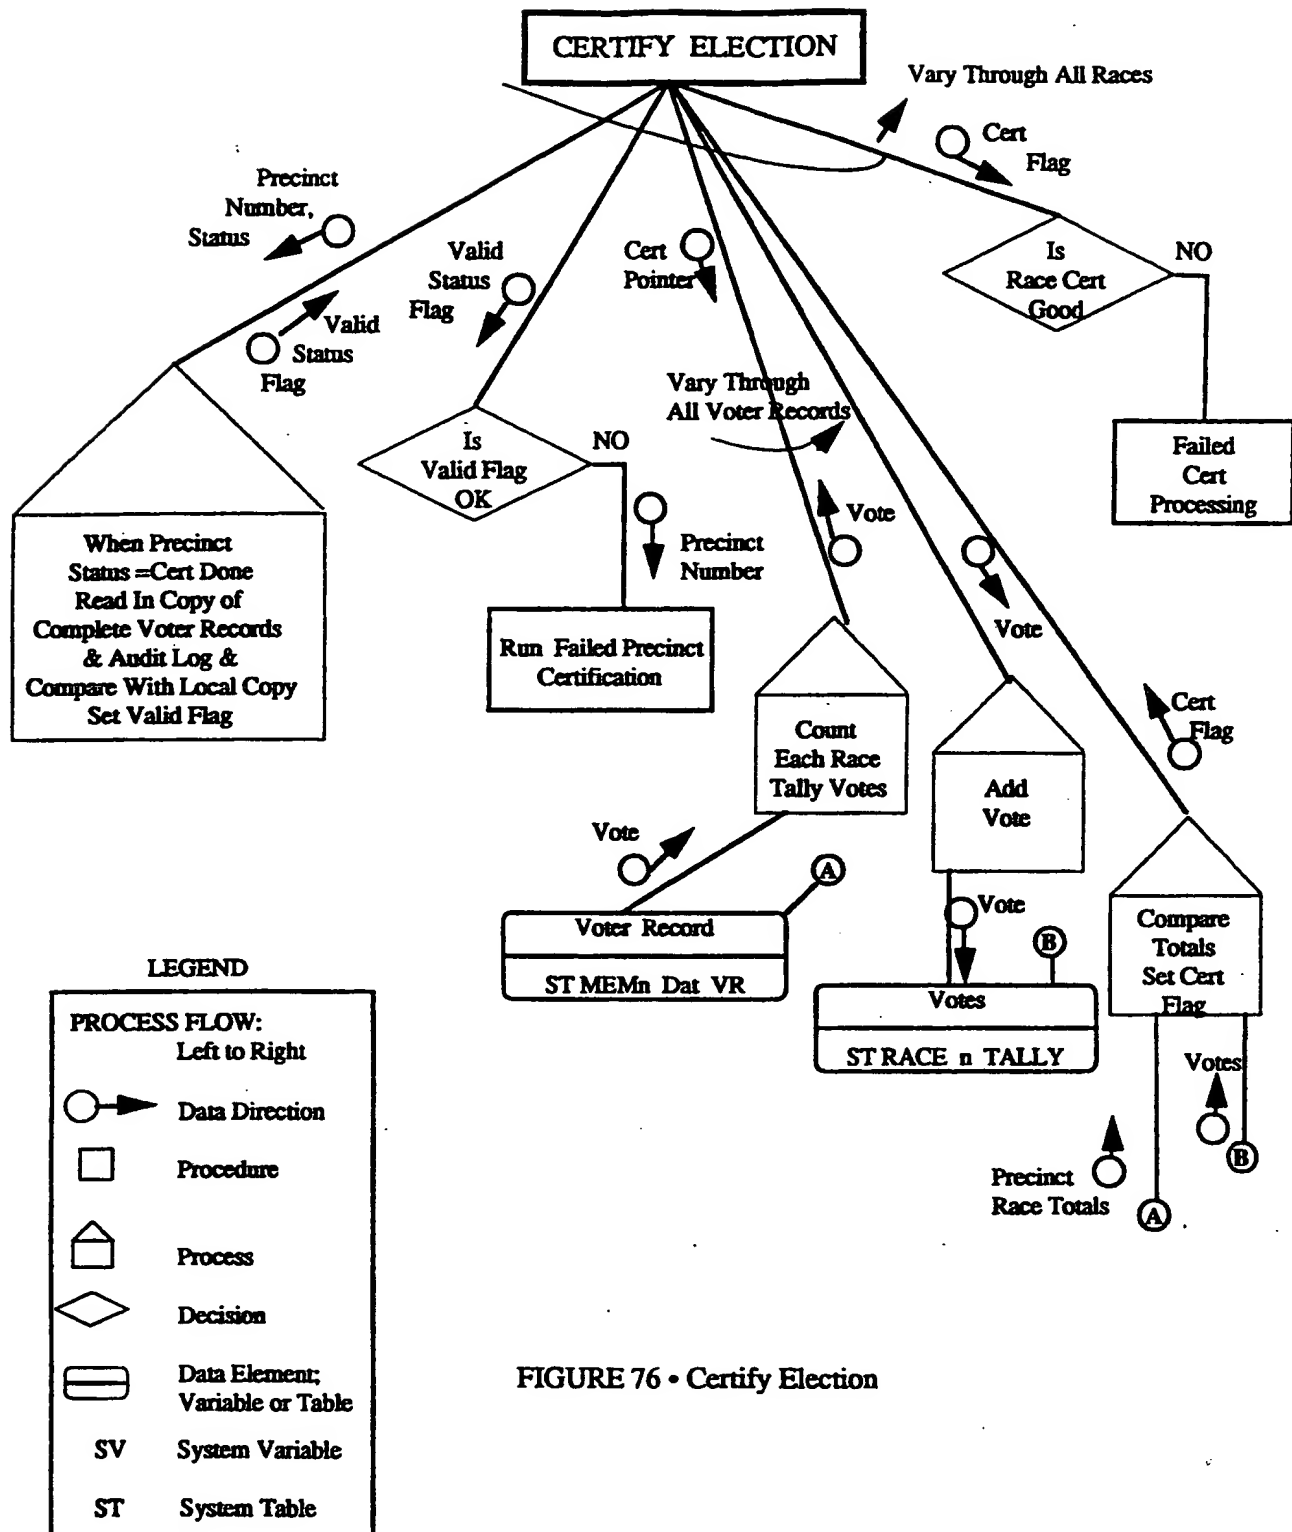 CERTIFY ELECTION
Vary Through All Races
Cert
Flag
Precinct
Number,
Status
Valid
Status
Flag
Valid
Status
Flag
Cert
Pointer
Is
Race Cert
Good
NO
Failed
Cert
Processing
Vary Through
All Voter Records
Is
Valid Flag
OK
NO
Precinct
Number
Run Failed Precinct
Certification
When Precinct
Status =Cert Done
Read In Copy of
Complete Voter Records
& Audit Log &
Compare With Local Copy
Set Valid Flag
Vote
Vote
Cert
Flag
Count
Each Race
Tally Votes
Add
Vote
Vote
A
Voter Record
ST MEMn Dat VR
Vote
B
Votes
ST RACE n TALLY
Compare
Totals
Set Cert
Flag
Votes
B
Precinct
Race Totals
A
LEGEND
PROCESS FLOW:
Left to Right
Data Direction
Procedure
Process
Decision
Data Element;
Variable or Table
SV System Variable
ST System Table
FIGURE 76 • Certify Election